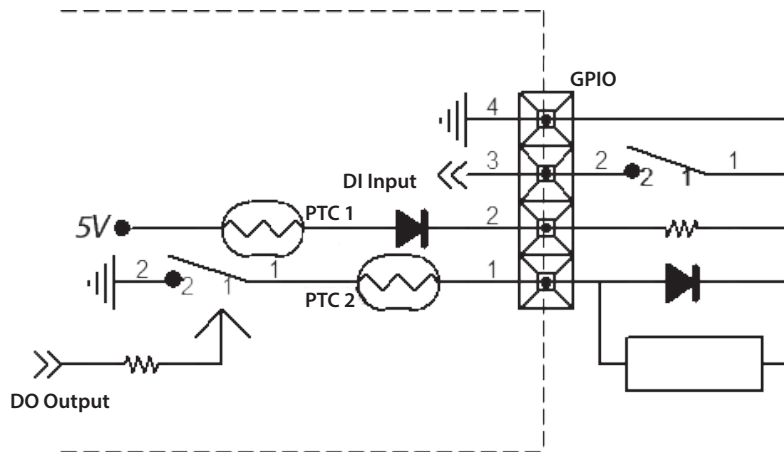 GPIO
4
DI Input
3
2 2 1 1
5V
PTC 1
2
2 2 1 1
PTC 2
1
DO Output